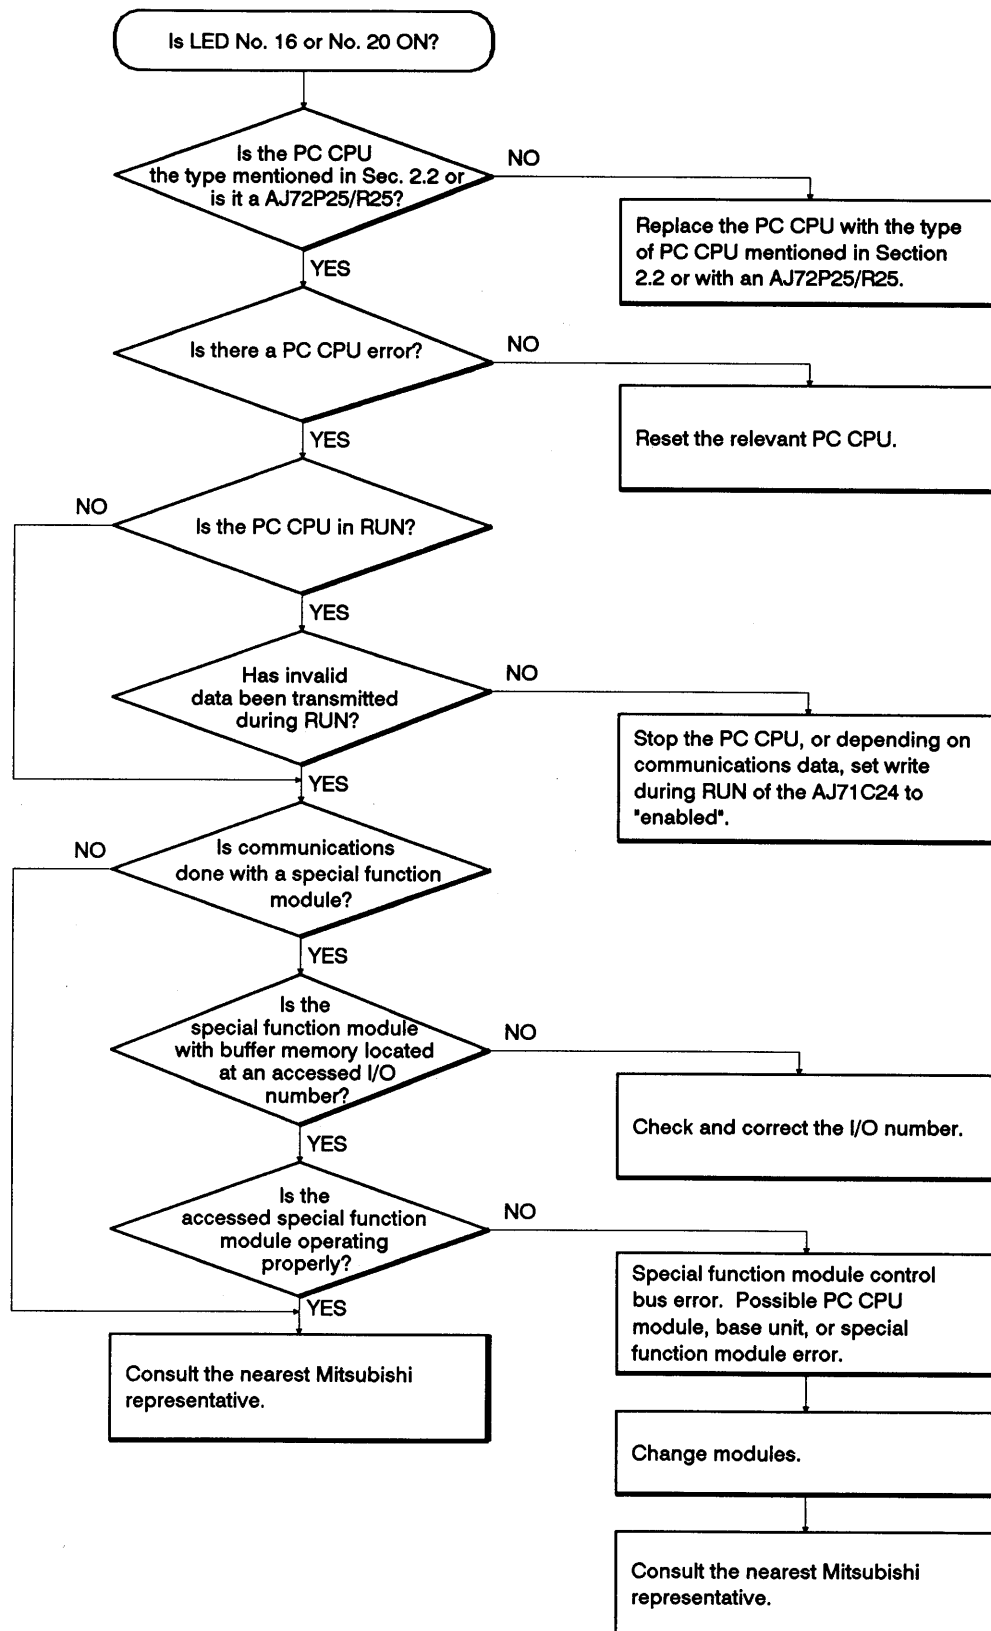 Is LED No. 16 or No. 20 ON?
Is the PC CPU
the type mentioned in Sec. 2.2 or
is it a AJ72P25/R25?
NO
YES
Replace the PC CPU with the type
of PC CPU mentioned in Section
2.2 or with an AJ72P25/R25.
Is there a PC CPU error?
NO
YES
Reset the relevant PC CPU.
Is the PC CPU in RUN?
NO
YES
Has invalid
data been transmitted
during RUN?
NO
YES
Stop the PC CPU, or depending on
communications data, set write
during RUN of the AJ71C24 to
"enabled".
Is communications
done with a special function
module?
NO
YES
Is the
special function module
with buffer memory located
at an accessed I/O
number?
NO
YES
Check and correct the I/O number.
Is the
accessed special function
module operating
properly?
NO
YES
Special function module control
bus error. Possible PC CPU
module, base unit, or special
function module error.
Consult the nearest Mitsubishi
representative.
Change modules.
Consult the nearest Mitsubishi
representative.